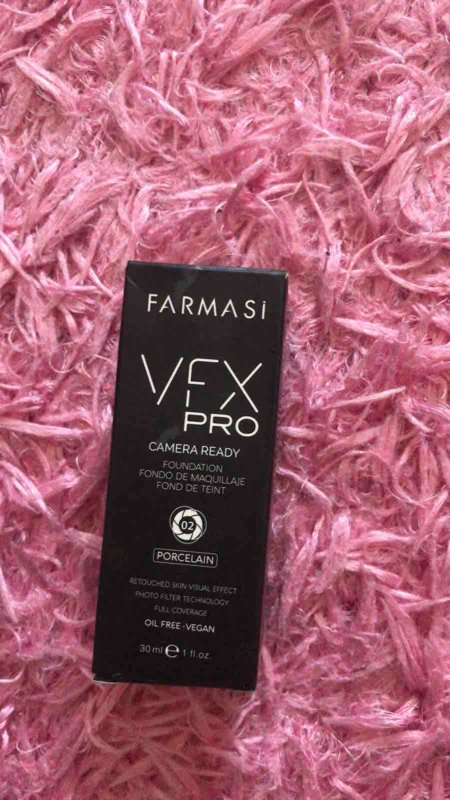 FARMASi
VFX
PRO
CAMERA READY
FOUNDATION
FONDO DE MAQUILLAJE
FOND DE TEINT
02
PORCELAIN
RETOUCHED SKIN VISUAL EFFECT
PHOTO FILTER TECHNOLOGY
FULL COVERAGE
OIL FREE · VEGAN
30 ml ℮ 1 fl.oz.